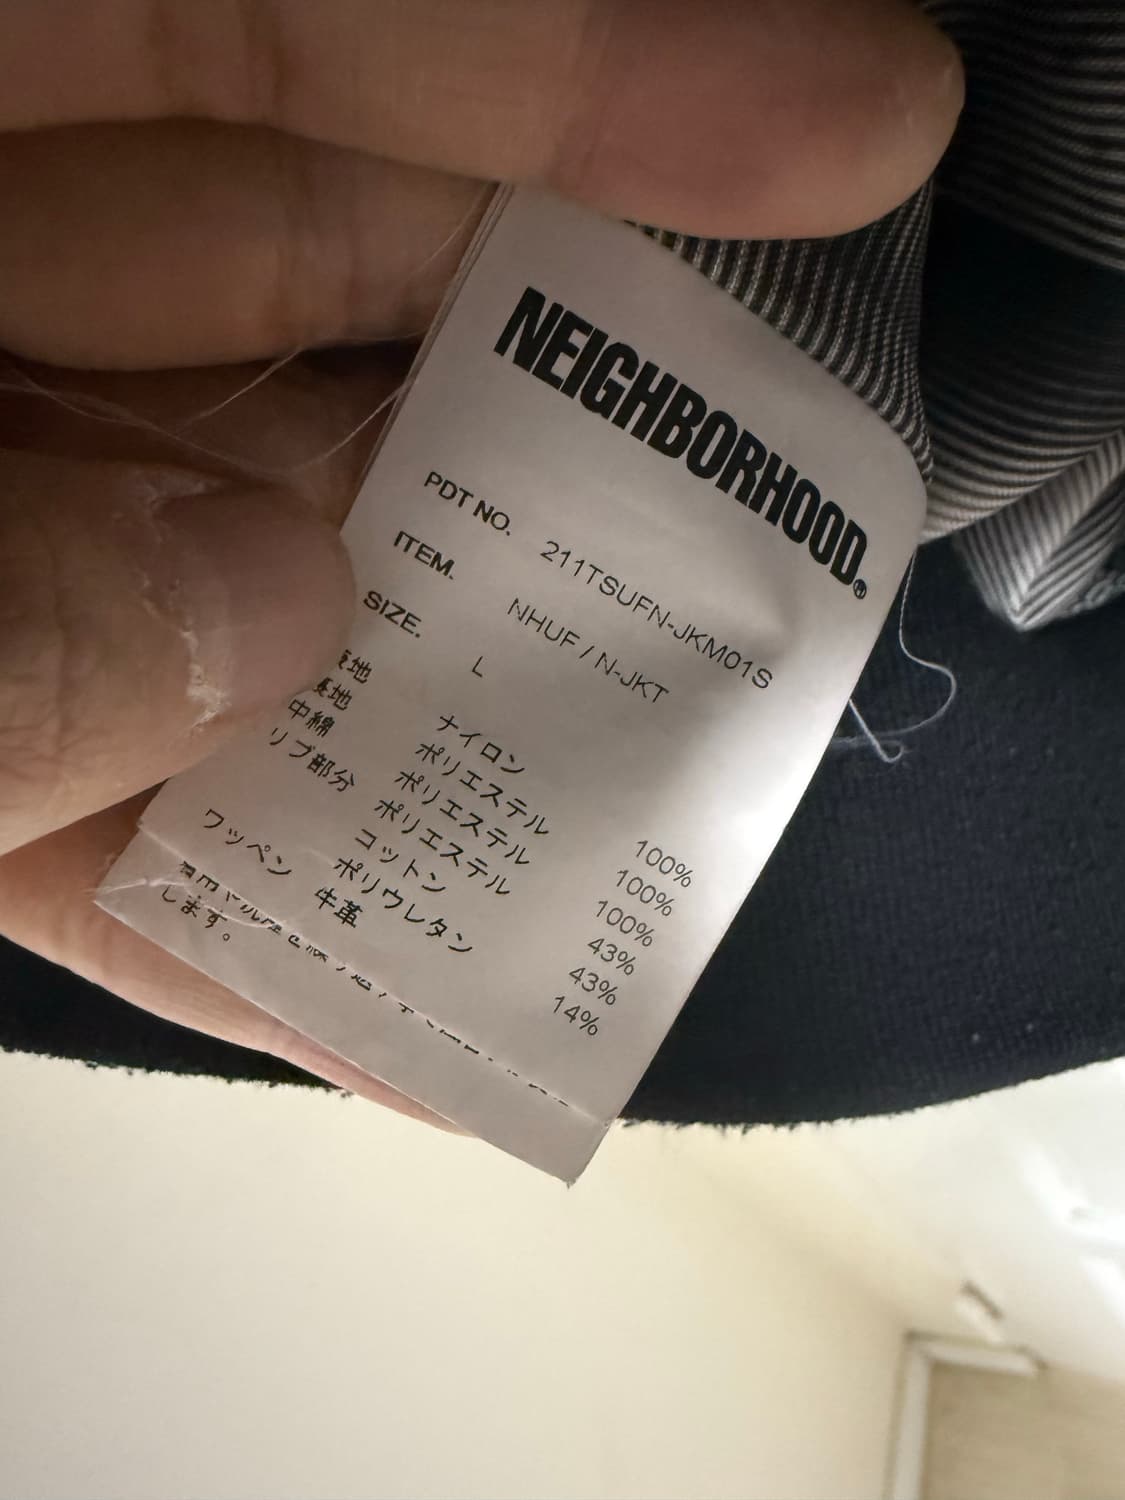 NEIGHBORHOOD®
PDT NO. 211TSUFN-JKM01S
ITEM. NHUF / N-JKT
SIZE. L
地 ナイロン 100%
地 ポリエステル 100%
中綿 ポリエステル 100%
リブ部分 ポリエステル 43%
コットン 43%
ポリウレタン 14%
ワッペン 牛革
します。